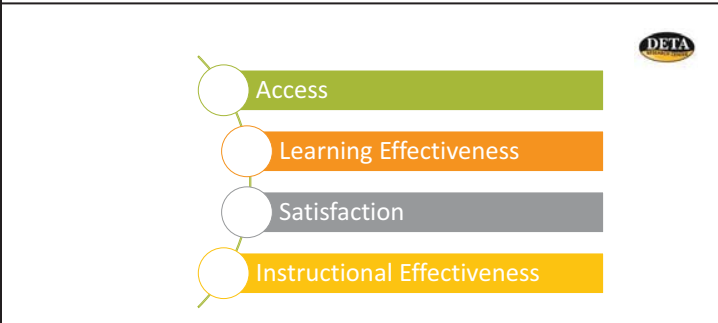 DETA
Access
Learning Effectiveness
Satisfaction
Instructional Effectiveness